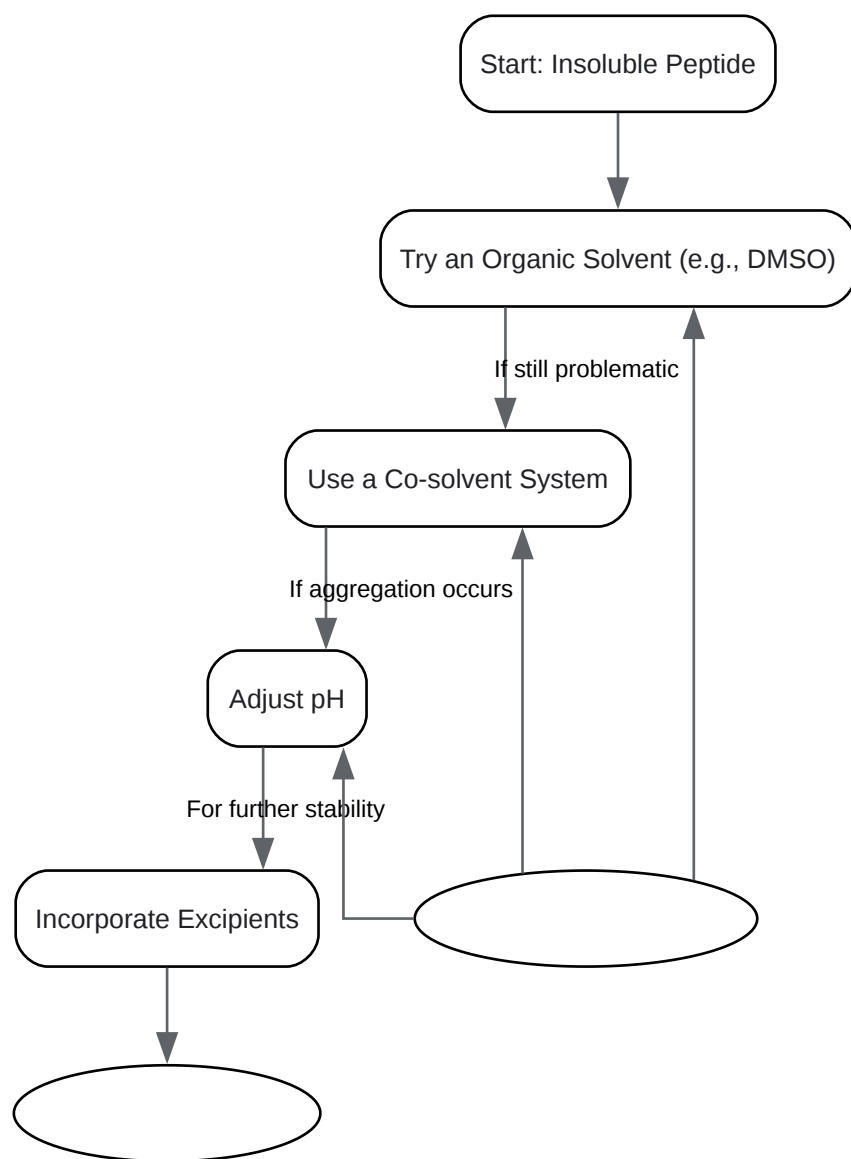 Start: Insoluble Peptide
Try an Organic Solvent (e.g., DMSO)
If still problematic
Use a Co-solvent System
If aggregation occurs
Adjust pH
For further stability
Incorporate Excipients